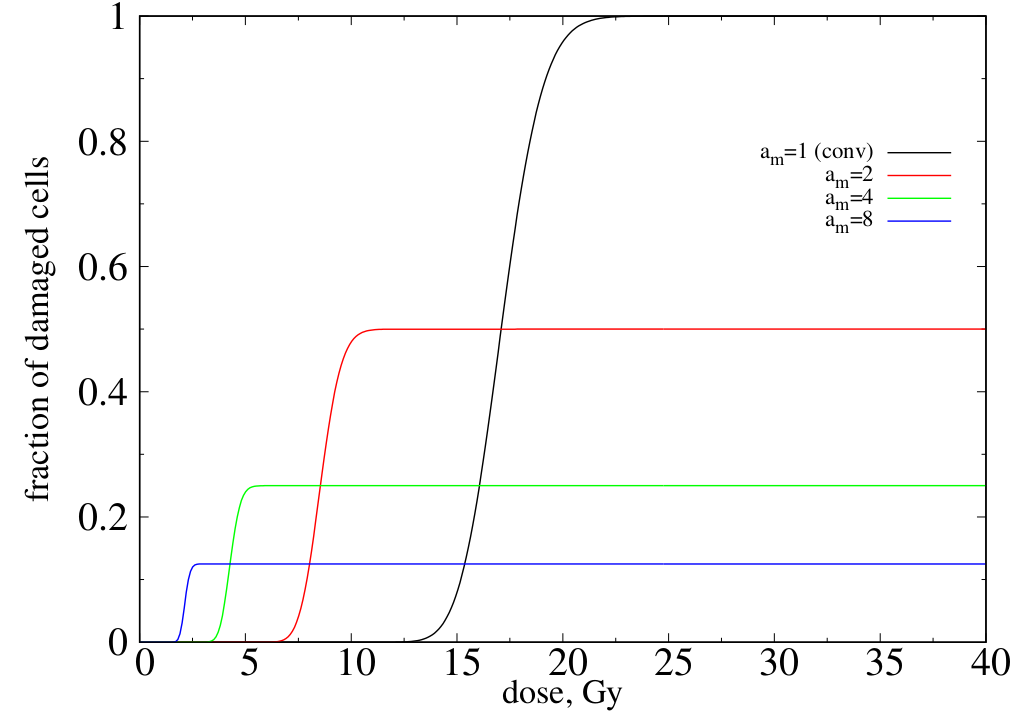 1
0.8
0.6
0.4
0.2
0
fraction of damaged cells
am=1 (conv)
am=2
am=4
am=8
0 5 10 15 20 25 30 35 40
dose, Gy